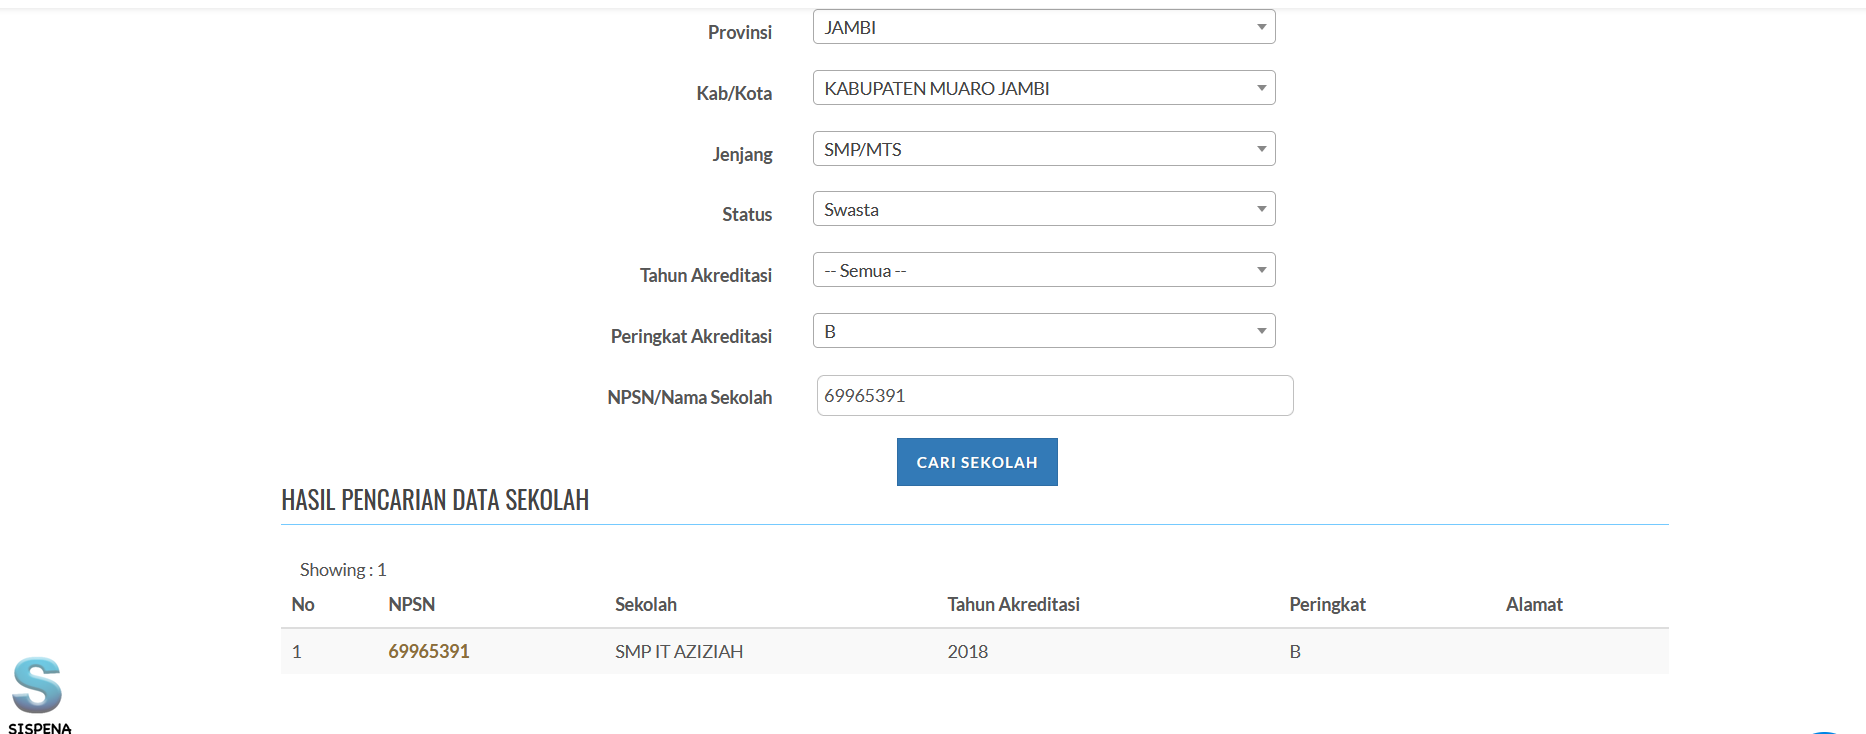 Provinsi JAMBI
Kab/Kota KABUPATEN MUARO JAMBI
Jenjang SMP/MTS
Status Swasta
Tahun Akreditasi -- Semua --
Peringkat Akreditasi B
NPSN/Nama Sekolah 69965391
CARI SEKOLAH
HASIL PENCARIAN DATA SEKOLAH
Showing : 1
No NPSN Sekolah Tahun Akreditasi Peringkat Alamat
1 69965391 SMP IT AZIZIAH 2018 B
S
SISPENA